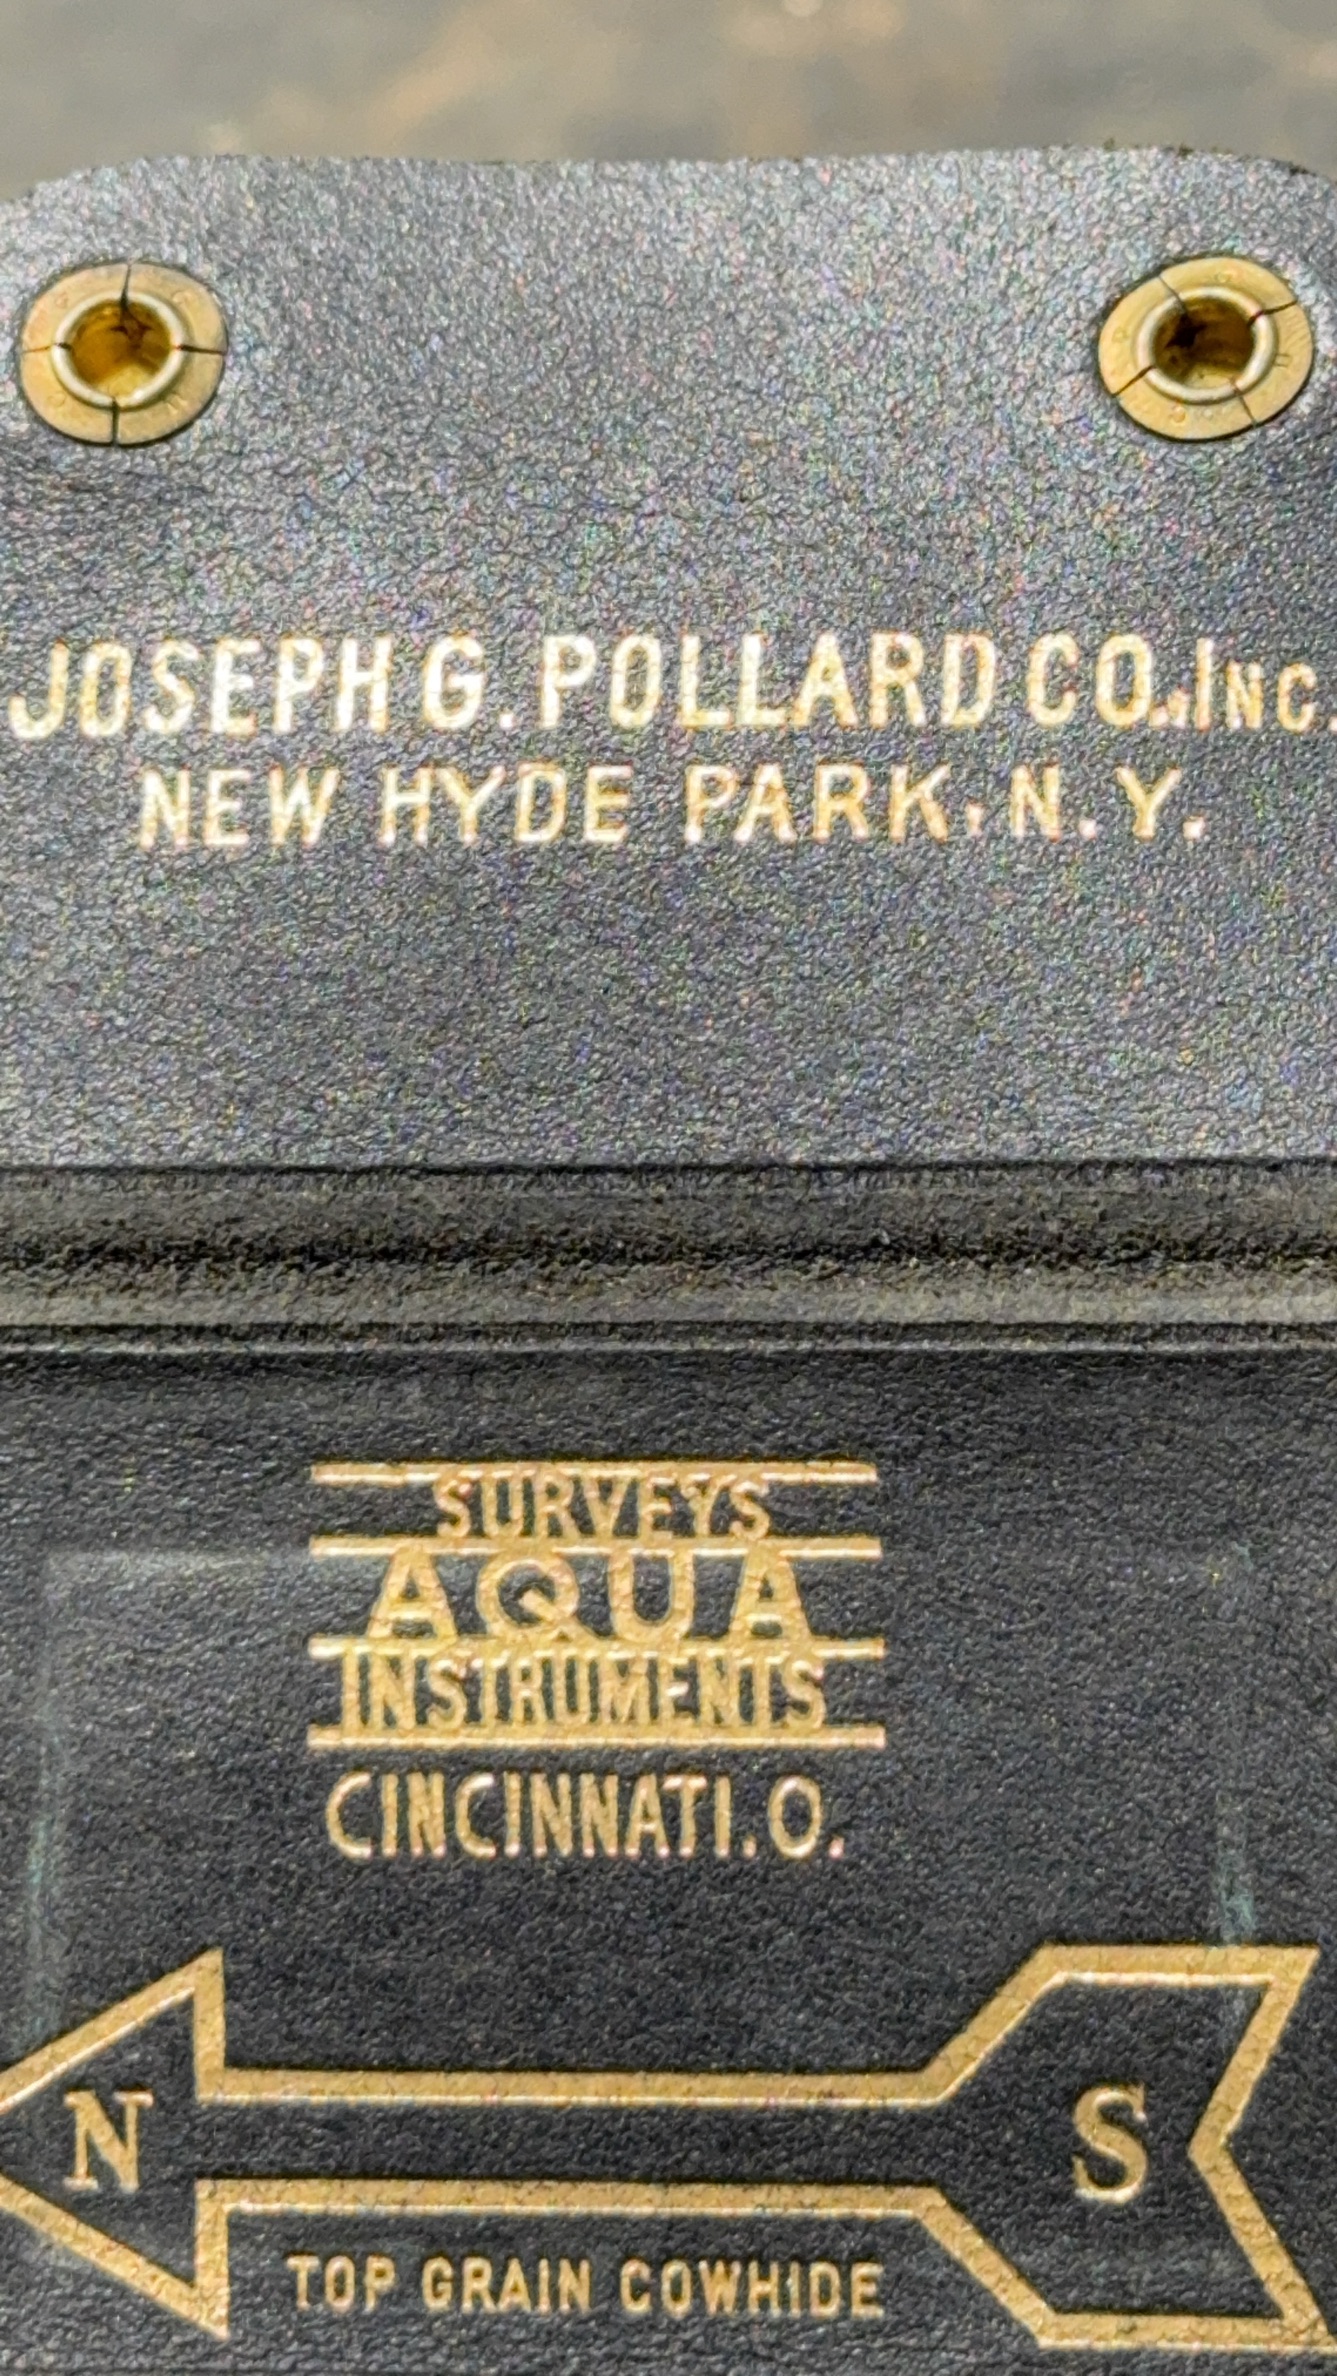 JOSEPH G. POLLARD CO., INC.
NEW HYDE PARK, N.Y.
SURVEYS
AQUA
INSTRUMENTS
CINCINNATI. O.
N S
TOP GRAIN COWHIDE